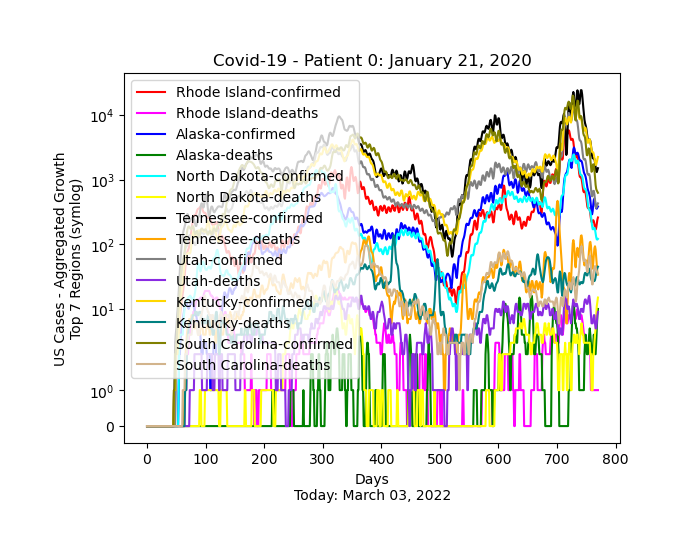 Covid-19 - Patient 0: January 21, 2020
US Cases - Aggregated Growth
Top 7 Regions (symlog)
10^4
10^3
10^2
10^1
10^0
0
Rhode Island-confirmed
Rhode Island-deaths
Alaska-confirmed
Alaska-deaths
North Dakota-confirmed
North Dakota-deaths
Tennessee-confirmed
Tennessee-deaths
Utah-confirmed
Utah-deaths
Kentucky-confirmed
Kentucky-deaths
South Carolina-confirmed
South Carolina-deaths
0 100 200 300 400 500 600 700 800
Days
Today: March 03, 2022